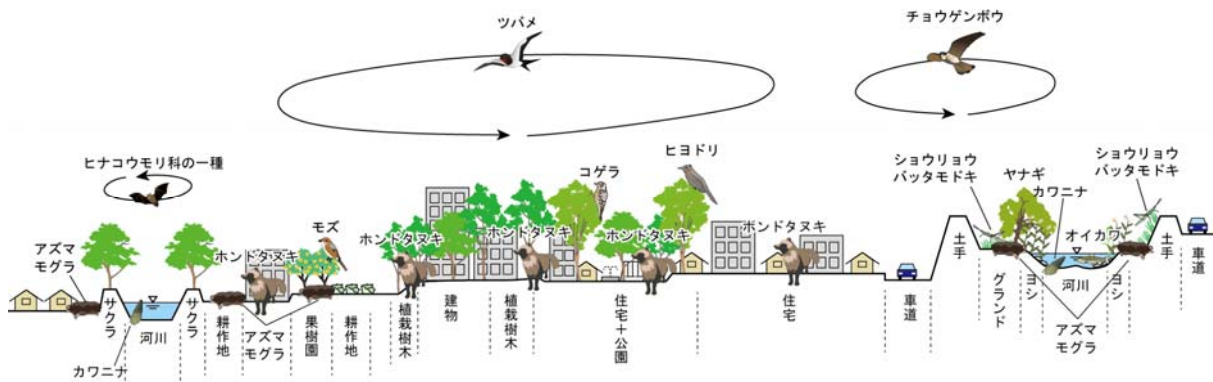 ツバメ
チョウゲンボウ
ヒナコウモリ科の一種
コゲラ
ヒヨドリ
ショウリョウ
バッタモドキ
ヤナギ
カワニナ
ショウリョウ
バッタモドキ
アズマ
モグラ
ホンドタヌキ
モズ
ホンドタヌキ
ホンドタヌキ
ホンドタヌキ
ホンドタヌキ
オイカワ
サクラ
河川
サクラ
耕作地
アズマ
モグラ
果樹園
耕作地
植栽樹木
建物
植栽樹木
住宅+公園
住宅
車道
土手
グランド
ヨシ
河川
ヨシ
土手
車道
カワニナ
アズマ
モグラ